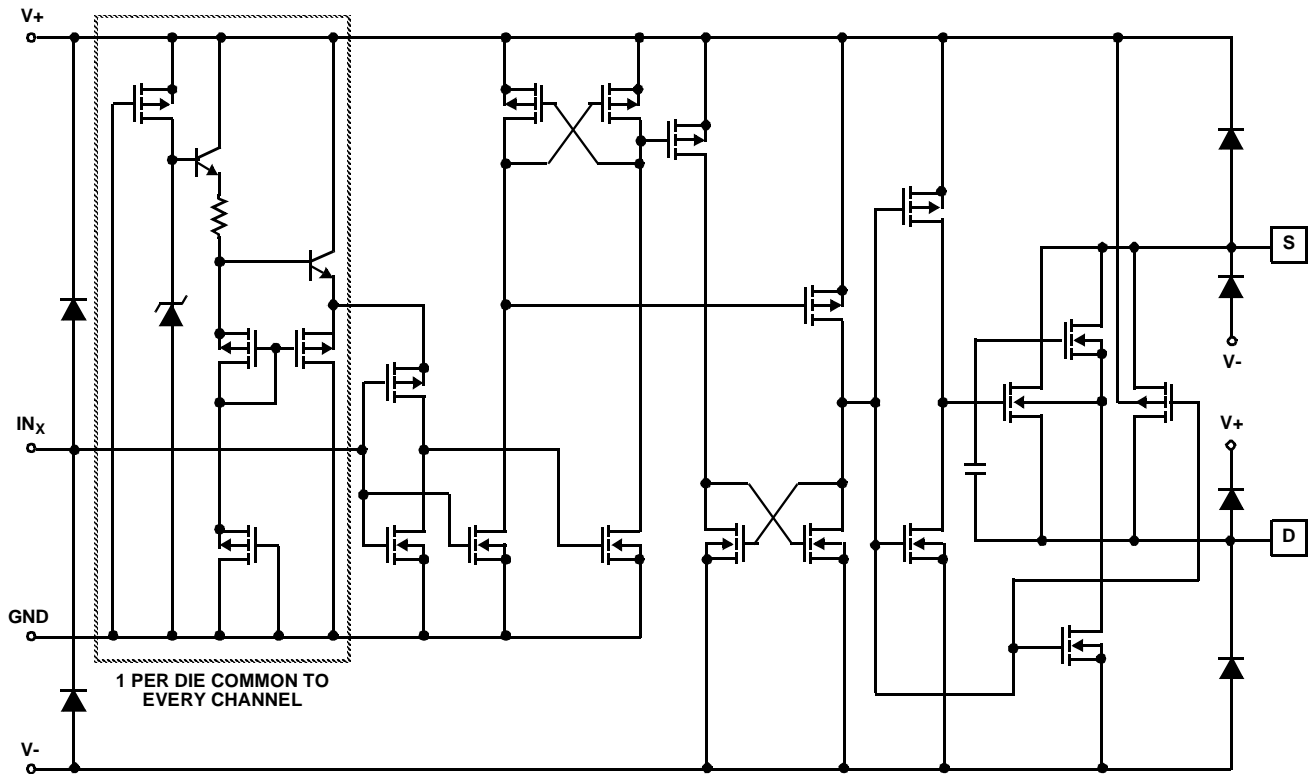 V+
S
V-
V+
INX
D
GND
1 PER DIE COMMON TO
EVERY CHANNEL
V-